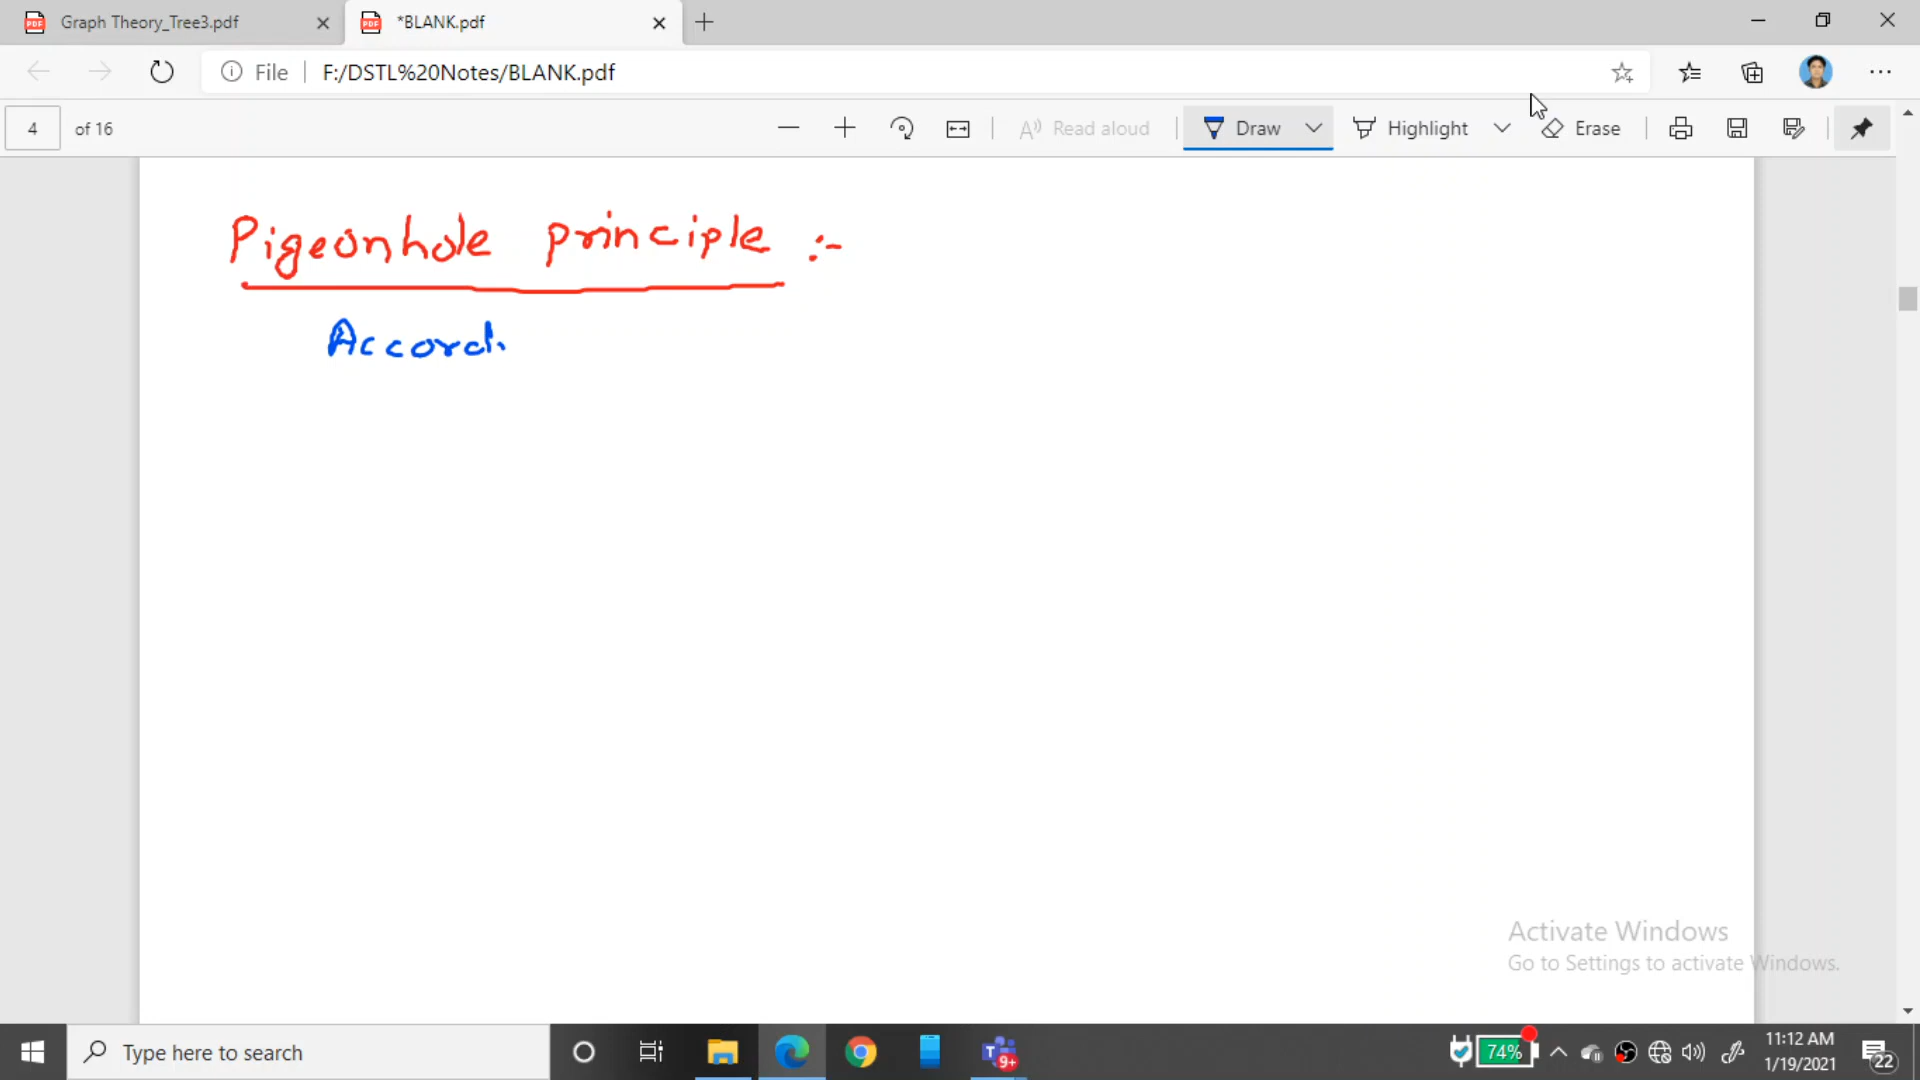 Graph Theory_Tree3.pdf
*BLANK.pdf
File
F:/DSTL%20Notes/BLANK.pdf
4 of 16
Read aloud
Draw
Highlight
Erase
Pigeonhole principle :-
Accord
Activate Windows
Go to Settings to activate Windows.
Type here to search
9+
74%
11:12 AM
1/19/2021
22